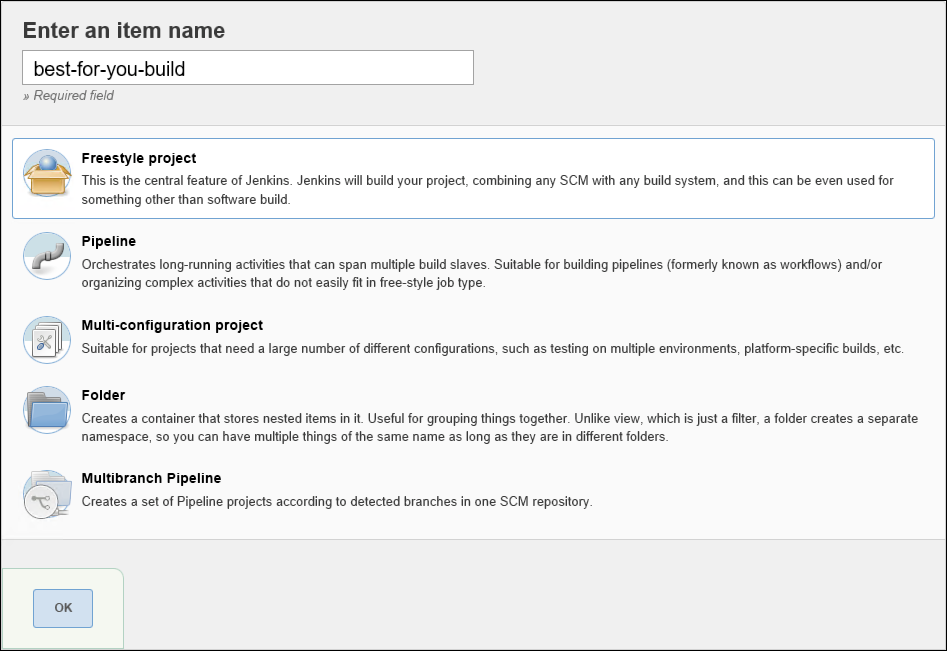 Enter an item name
best-for-you-build
» Required field
Freestyle project
This is the central feature of Jenkins. Jenkins will build your project, combining any SCM with any build system, and this can be even used for
something other than software build.
Pipeline
Orchestrates long-running activities that can span multiple build slaves. Suitable for building pipelines (formerly known as workflows) and/or
organizing complex activities that do not easily fit in free-style job type.
Multi-configuration project
Suitable for projects that need a large number of different configurations, such as testing on multiple environments, platform-specific builds, etc.
Folder
Creates a container that stores nested items in it. Useful for grouping things together. Unlike view, which is just a filter, a folder creates a separate
namespace, so you can have multiple things of the same name as long as they are in different folders.
Multibranch Pipeline
Creates a set of Pipeline projects according to detected branches in one SCM repository.
OK